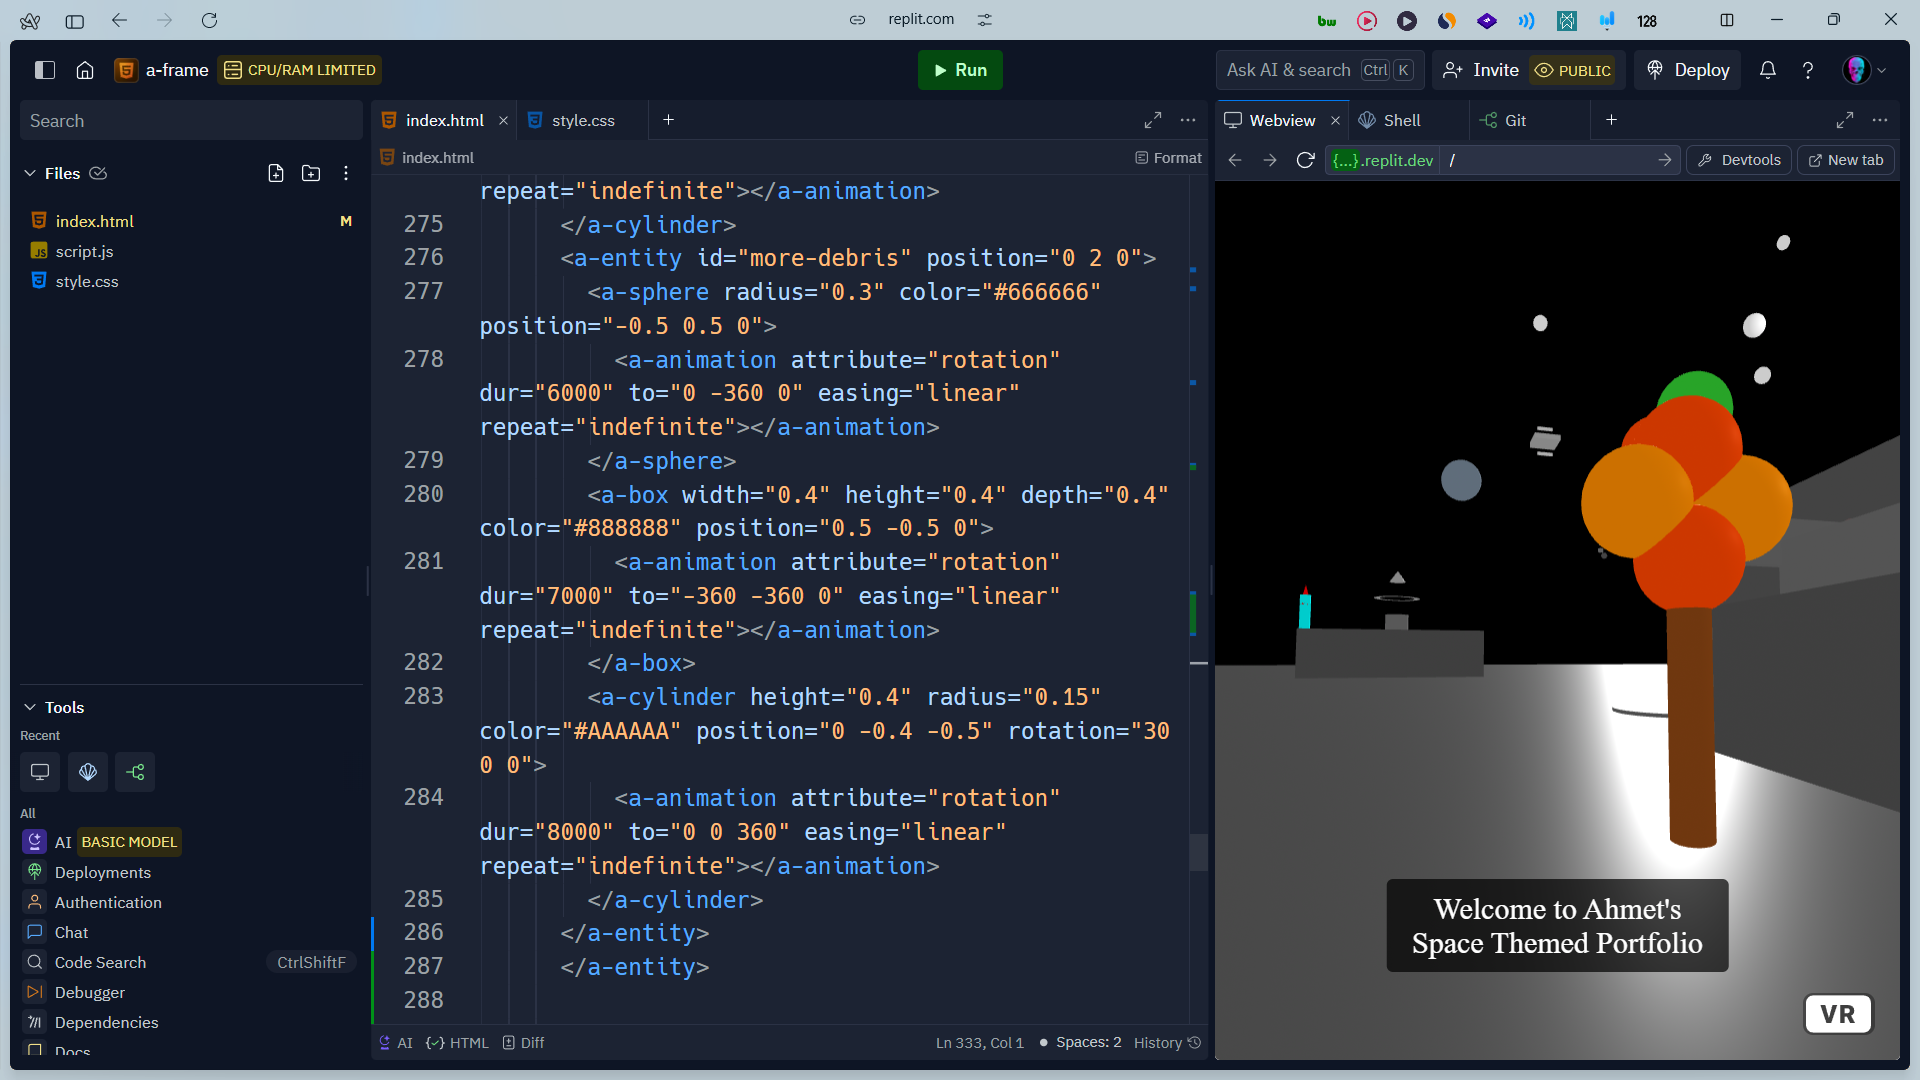 replit.com
bw
128
a-frame
CPU/RAM LIMITED
Run
Ask AI & search Ctrl K
Invite
PUBLIC
Deploy
Search
Files
index.html M
script.js
style.css
Tools
Recent
All
AI BASIC MODEL
Deployments
Authentication
Chat
Code Search CtrlShiftF
Debugger
Dependencies
Docs
index.html
style.css
index.html
Format
repeat="indefinite"></a-animation>
275 </a-cylinder>
276 <a-entity id="more-debris" position="0 2 0">
277 <a-sphere radius="0.3" color="#666666"
position="-0.5 0.5 0">
278 <a-animation attribute="rotation"
dur="6000" to="0 -360 0" easing="linear"
repeat="indefinite"></a-animation>
279 </a-sphere>
280 <a-box width="0.4" height="0.4" depth="0.4"
color="#888888" position="0.5 -0.5 0">
281 <a-animation attribute="rotation"
dur="7000" to="-360 -360 0" easing="linear"
repeat="indefinite"></a-animation>
282 </a-box>
283 <a-cylinder height="0.4" radius="0.15"
color="#AAAAAA" position="0 -0.4 -0.5" rotation="30
0 0">
284 <a-animation attribute="rotation"
dur="8000" to="0 0 360" easing="linear"
repeat="indefinite"></a-animation>
285 </a-cylinder>
286 </a-entity>
287 </a-entity>
288
AI
HTML
Diff
Ln 333, Col 1
Spaces: 2
History
Webview
Shell
Git
{...}.replit.dev /
Devtools
New tab
Welcome to Ahmet's
Space Themed Portfolio
VR